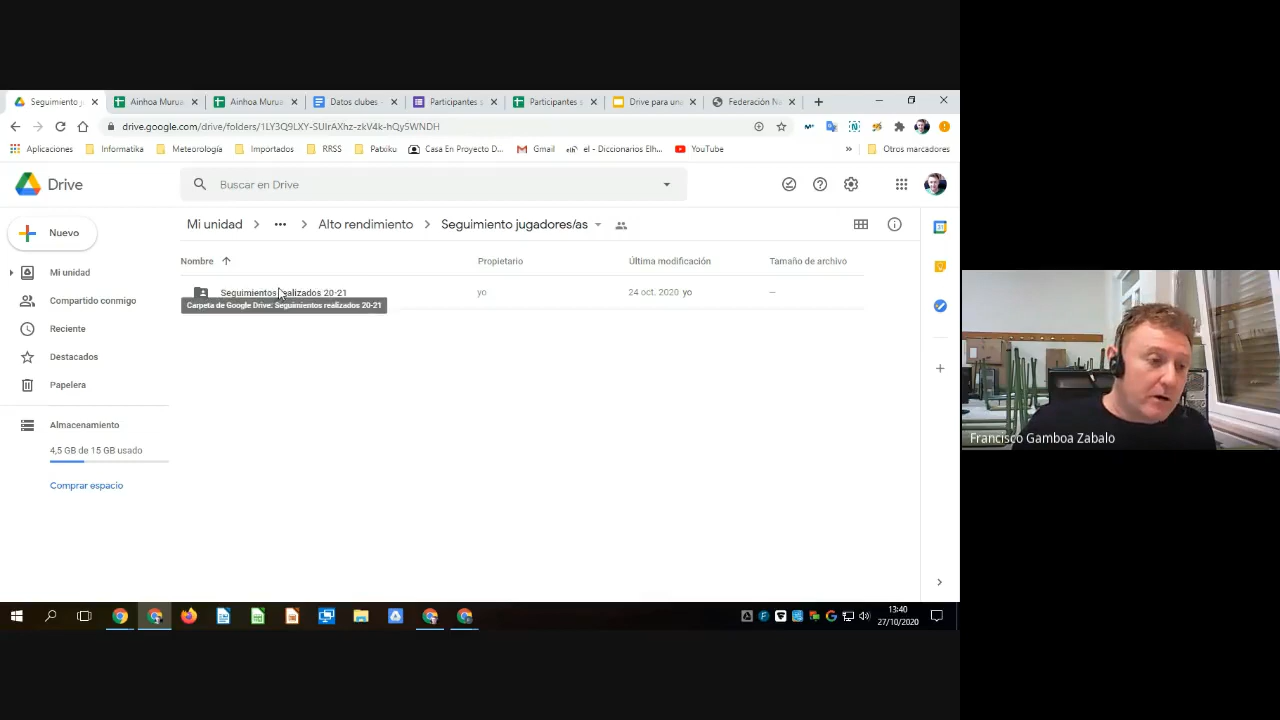 Seguimiento j
Ainhoa Murua
Ainhoa Murua
Datos clubes
Participantes s
Participantes s
Drive para un
Federación N
drive.google.com/drive/folders/1LY3Q9LXY-SUIrAXhz-zkV4k-hQy5WNDH
Aplicaciones
Informatika
Meteorología
Importados
RRSS
Patxiku
Casa En Proyecto D...
Gmail
el - Diccionarios Elh...
YouTube
»
Otros marcadores
Drive
Buscar en Drive
Nuevo
Mi unidad
Compartido conmigo
Reciente
Destacados
Papelera
Almacenamiento
4,5 GB de 15 GB usado
Comprar espacio
Mi unidad > ... > Alto rendimiento > Seguimiento jugadores/as
Nombre
Propietario
Última modificación
Tamaño de archivo
Seguimientos realizados 20-21
yo
24 oct. 2020 yo
—
Carpeta de Google Drive: Seguimientos realizados 20-21
Francisco Gamboa Zabalo
13:40
27/10/2020